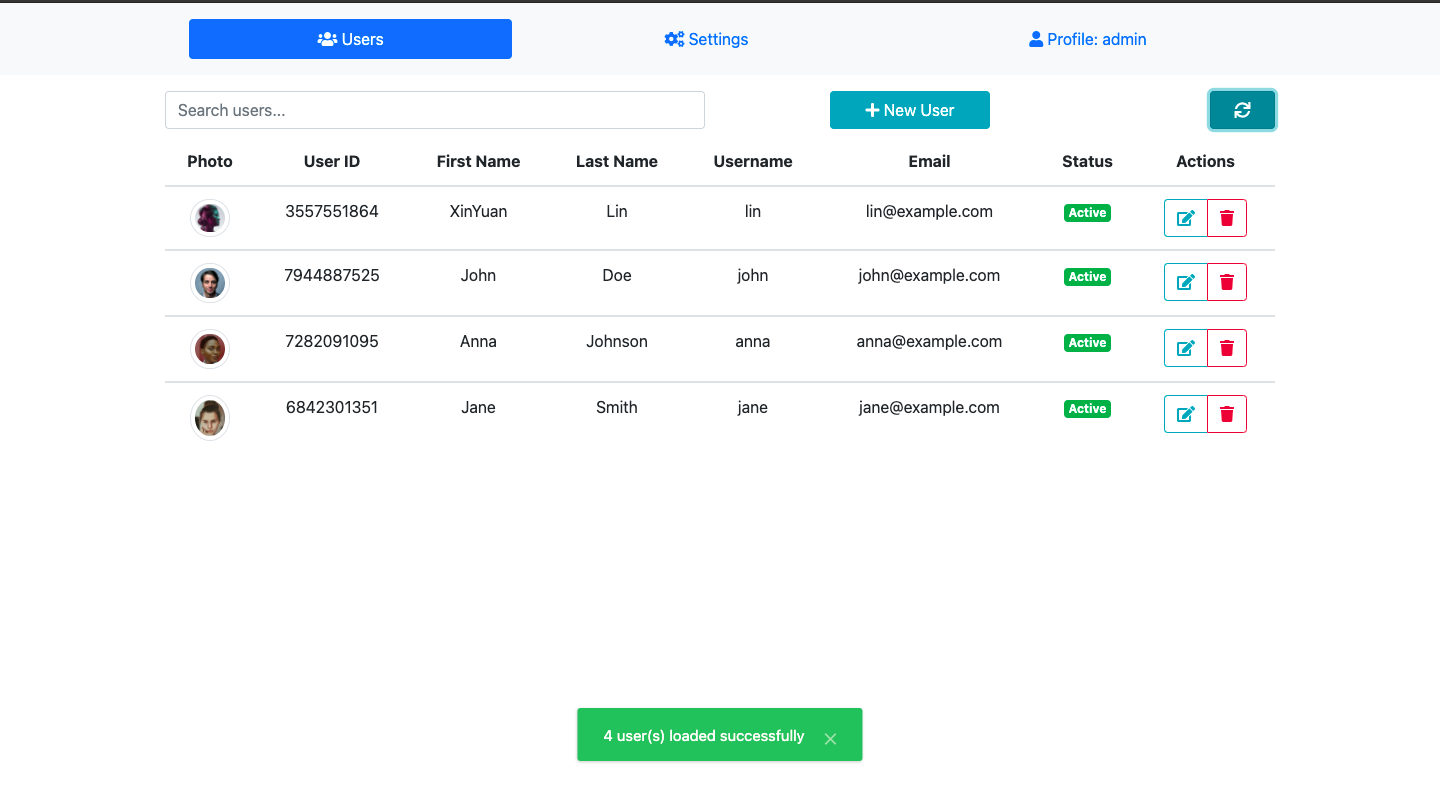 Users Settings Profile: admin
Search users... New User
Photo User ID First Name Last Name Username Email Status Actions
3557551864 XinYuan Lin lin lin@example.com Active
7944887525 John Doe john john@example.com Active
7282091095 Anna Johnson anna anna@example.com Active
6842301351 Jane Smith jane jane@example.com Active
4 user(s) loaded successfully